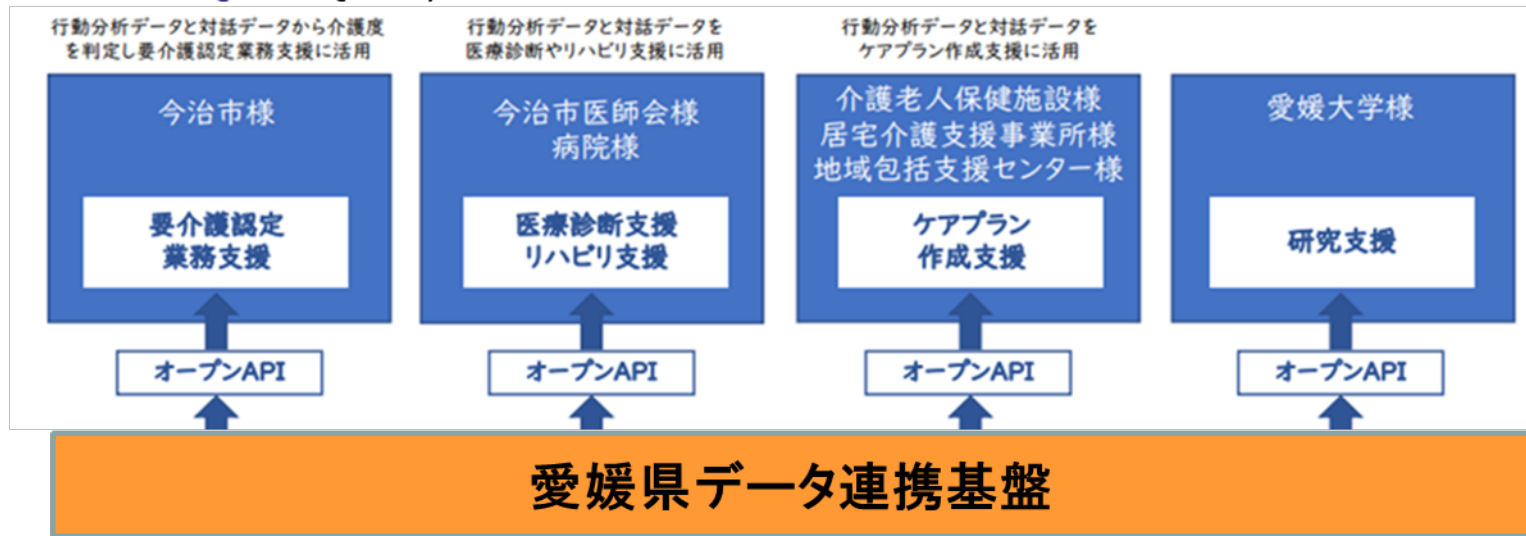 行動分析データと対話データから介護度
を判定し要介護認定業務支援に活用
行動分析データと対話データを
医療診断やリハビリ支援に活用
行動分析データと対話データを
ケアプラン作成支援に活用
今治市様
要介護認定
業務支援
今治市医師会様
病院様
医療診断支援
リハビリ支援
介護老人保健施設様
居宅介護支援事業所様
地域包括支援センター様
ケアプラン
作成支援
愛媛大学様
研究支援
オープンAPI
オープンAPI
オープンAPI
オープンAPI
愛媛県データ連携基盤